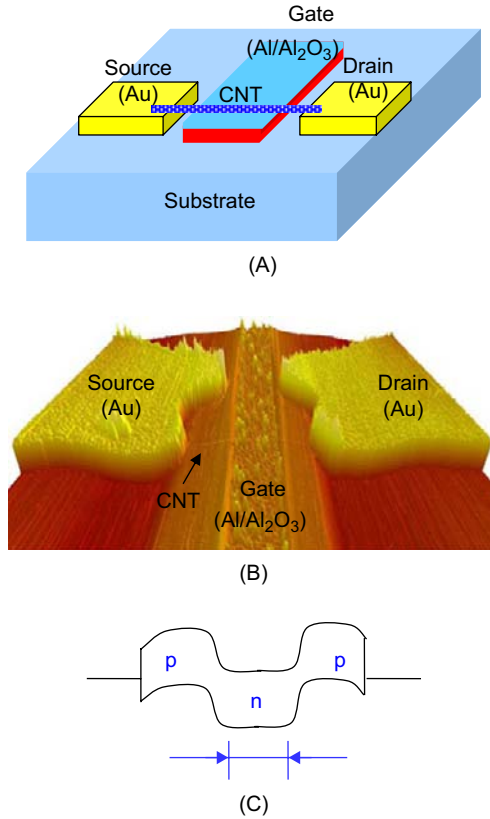 Gate
(Al/Al₂O₃)
Source
(Au)
CNT
Drain
(Au)
Substrate
(A)
Source
(Au)
Drain
(Au)
CNT
Gate
(Al/Al₂O₃)
(B)
p
p
n
(C)